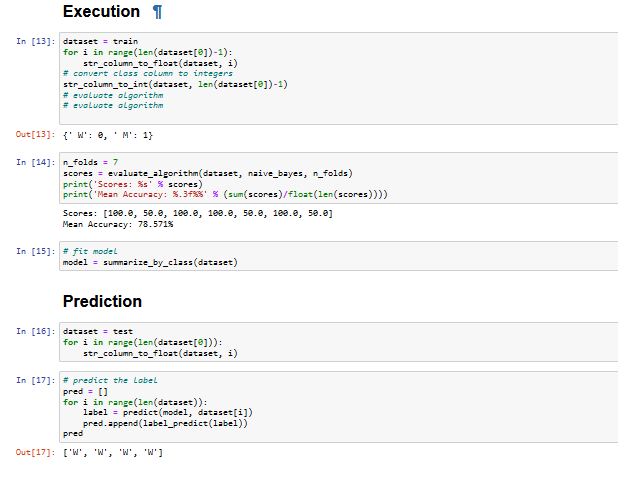 Execution ¶
In [13]: dataset = train
for i in range(len(dataset[0])-1):
    str_column_to_float(dataset, i)
# convert class column to integers
str_column_to_int(dataset, len(dataset[0])-1)
# evaluate algorithm
# evaluate algorithm
Out[13]: {' W': 0, ' M': 1}
In [14]: n_folds = 7
scores = evaluate_algorithm(dataset, naive_bayes, n_folds)
print('Scores: %s' % scores)
print('Mean Accuracy: %.3f%%' % (sum(scores)/float(len(scores))))
Scores: [100.0, 50.0, 100.0, 100.0, 50.0, 100.0, 50.0]
Mean Accuracy: 78.571%
In [15]: # fit model
model = summarize_by_class(dataset)
Prediction
In [16]: dataset = test
for i in range(len(dataset[0])):
    str_column_to_float(dataset, i)
In [17]: # predict the label
pred = []
for i in range(len(dataset)):
    label = predict(model, dataset[i])
    pred.append(label_predict(label))
pred
Out[17]: ['W', 'W', 'W', 'W']